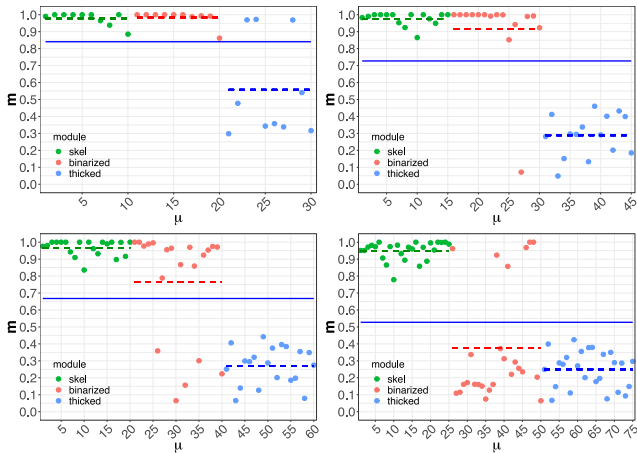 1.0
0.9
0.8
0.7
0.6
0.5
0.4
0.3
0.2
0.1
0.0
m
module
skel
binarized
thicked
5 10 15 20 25 30
μ
1.0
0.9
0.8
0.7
0.6
0.5
0.4
0.3
0.2
0.1
0.0
m
module
skel
binarized
thicked
5 10 15 20 25 30 35 40 45
μ
1.0
0.9
0.8
0.7
0.6
0.5
0.4
0.3
0.2
0.1
0.0
m
module
skel
binarized
thicked
5 10 15 20 25 30 35 40 45 50 55 60
μ
1.0
0.9
0.8
0.7
0.6
0.5
0.4
0.3
0.2
0.1
0.0
m
module
skel
binarized
thicked
5 10 15 20 25 30 35 40 45 50 55 60 65 70 75
μ